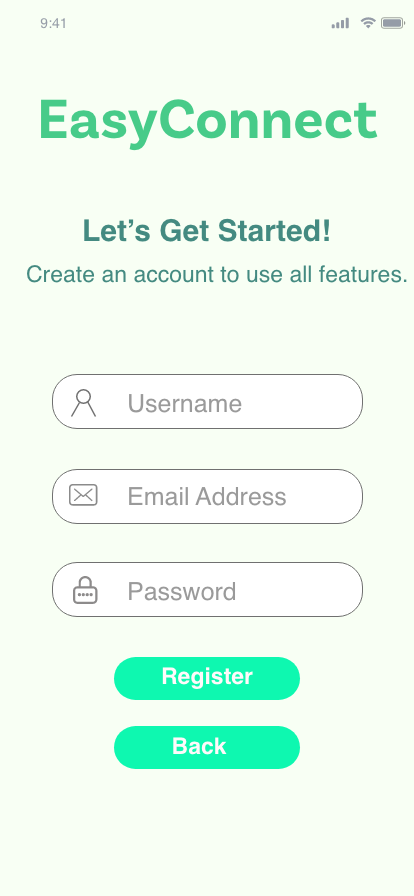 9:41
EasyConnect
Let’s Get Started!
Create an account to use all features.
Username
Email Address
Password
Register
Back